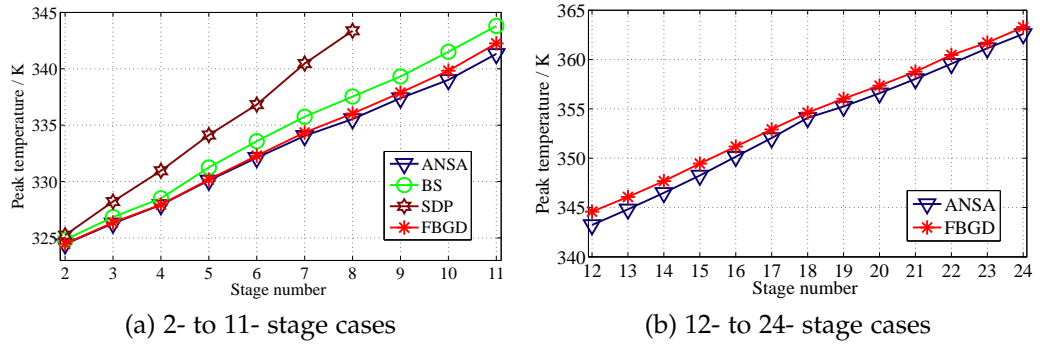 345
340
335
330
325
Peak temperature / K
2 3 4 5 6 7 8 9 10 11
Stage number
ANSA
BS
SDP
FBGD
(a) 2- to 11- stage cases
365
360
355
350
345
340
Peak temperature / K
12 13 14 15 16 17 18 19 20 21 22 23 24
Stage number
ANSA
FBGD
(b) 12- to 24- stage cases